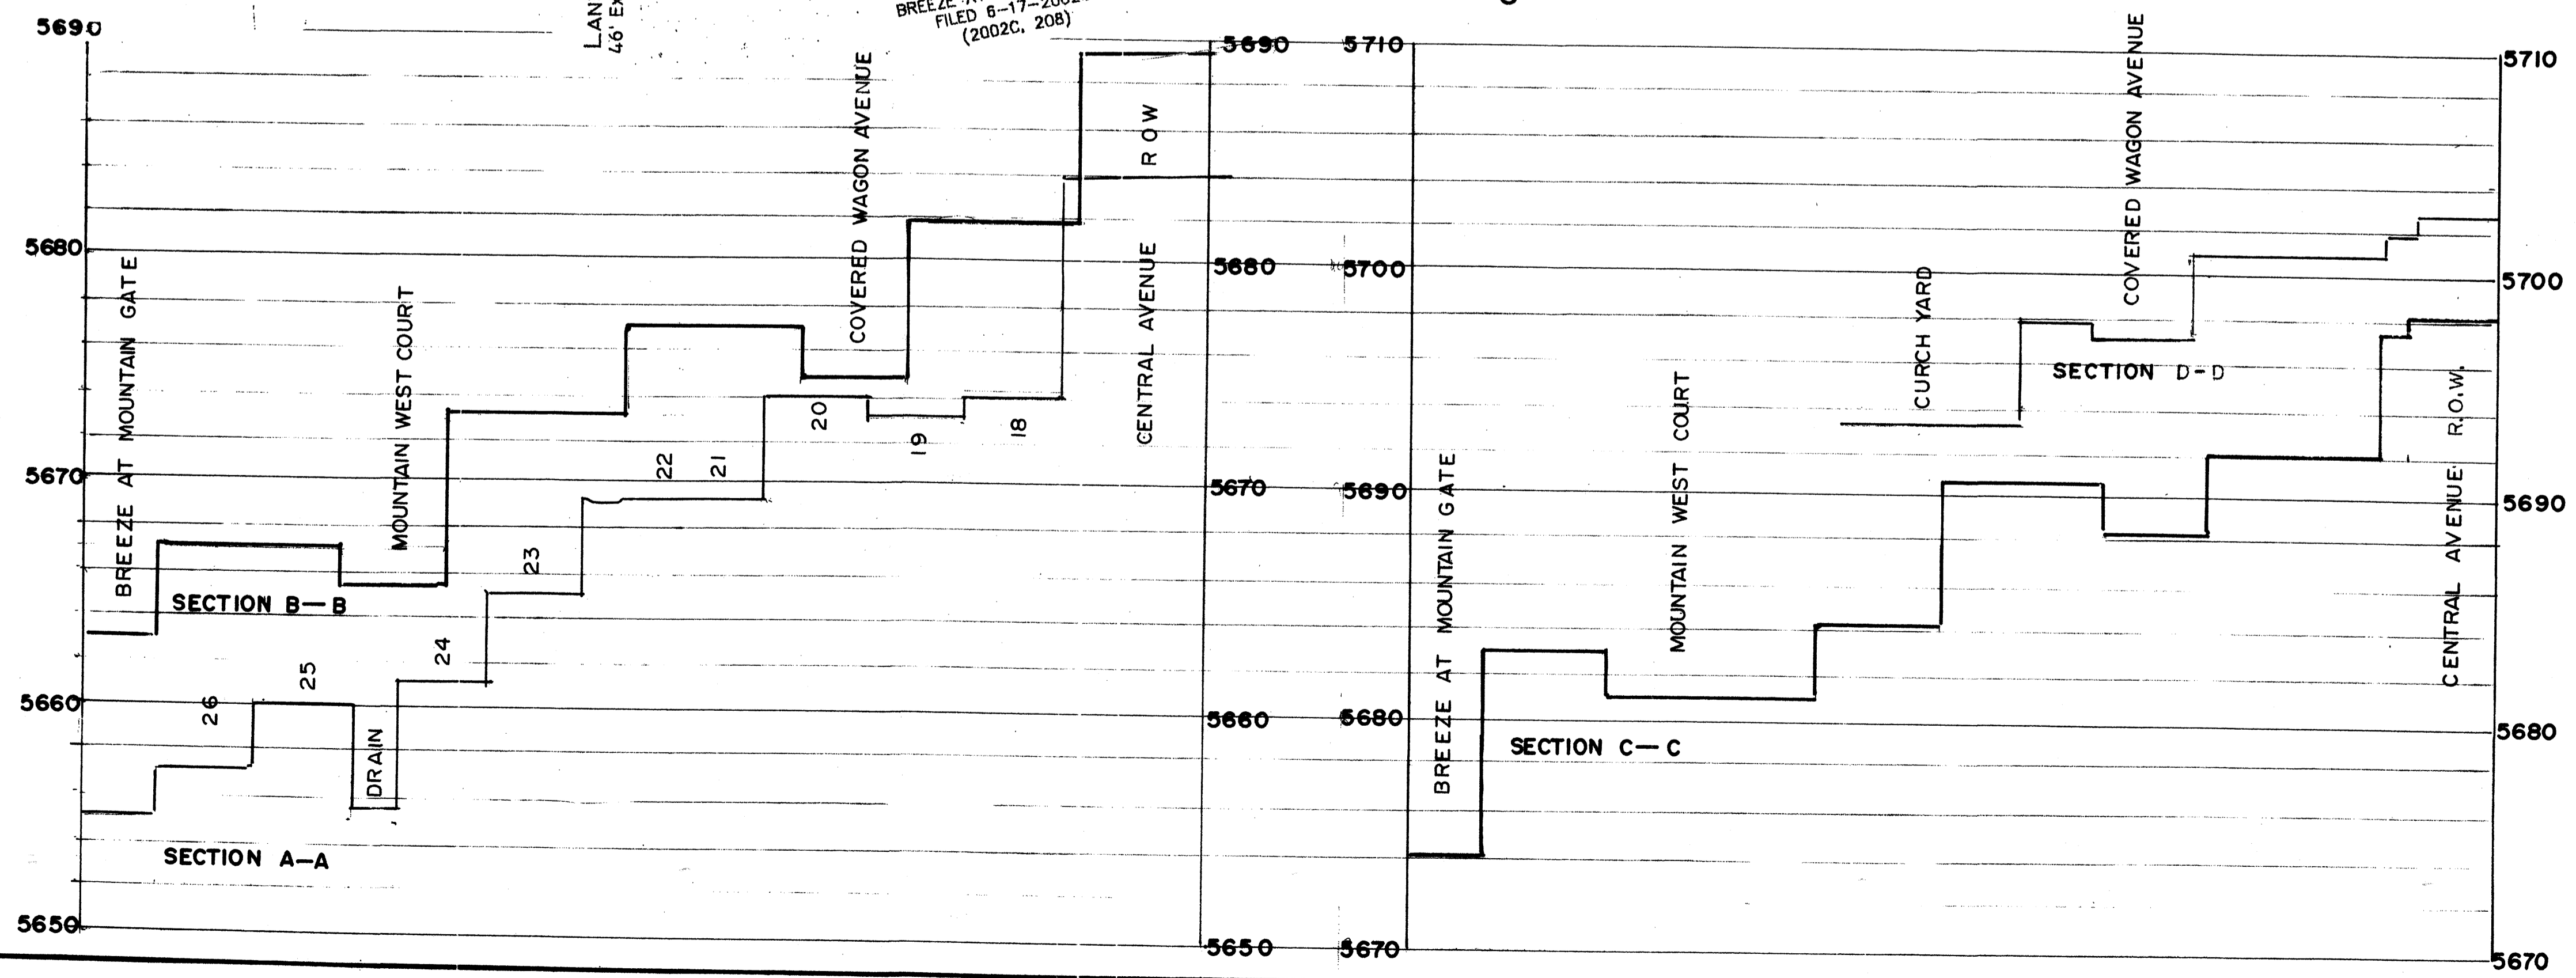 BREEZE
FILED 6-17-2002
(2002C, 208)
LAN
46' Ex
5690
5680
5670
5660
5650
BREEZE AT MOUNTAIN GATE
MOUNTAIN WEST COURT
COVERED WAGON AVENUE
ROW
CENTRAL AVENUE
SECTION B-B
26
25
DRAIN
24
23
22
21
20
19
18
SECTION A-A
5690
5680
5670
5660
5650
5710
5700
5690
5680
5670
BREEZE AT MOUNTAIN GATE
MOUNTAIN WEST COURT
CURCH YARD
COVERED WAGON AVENUE
SECTION D-D
SECTION C-C
CENTRAL AVENUE R.O.W.
5710
5700
5690
5680
5670